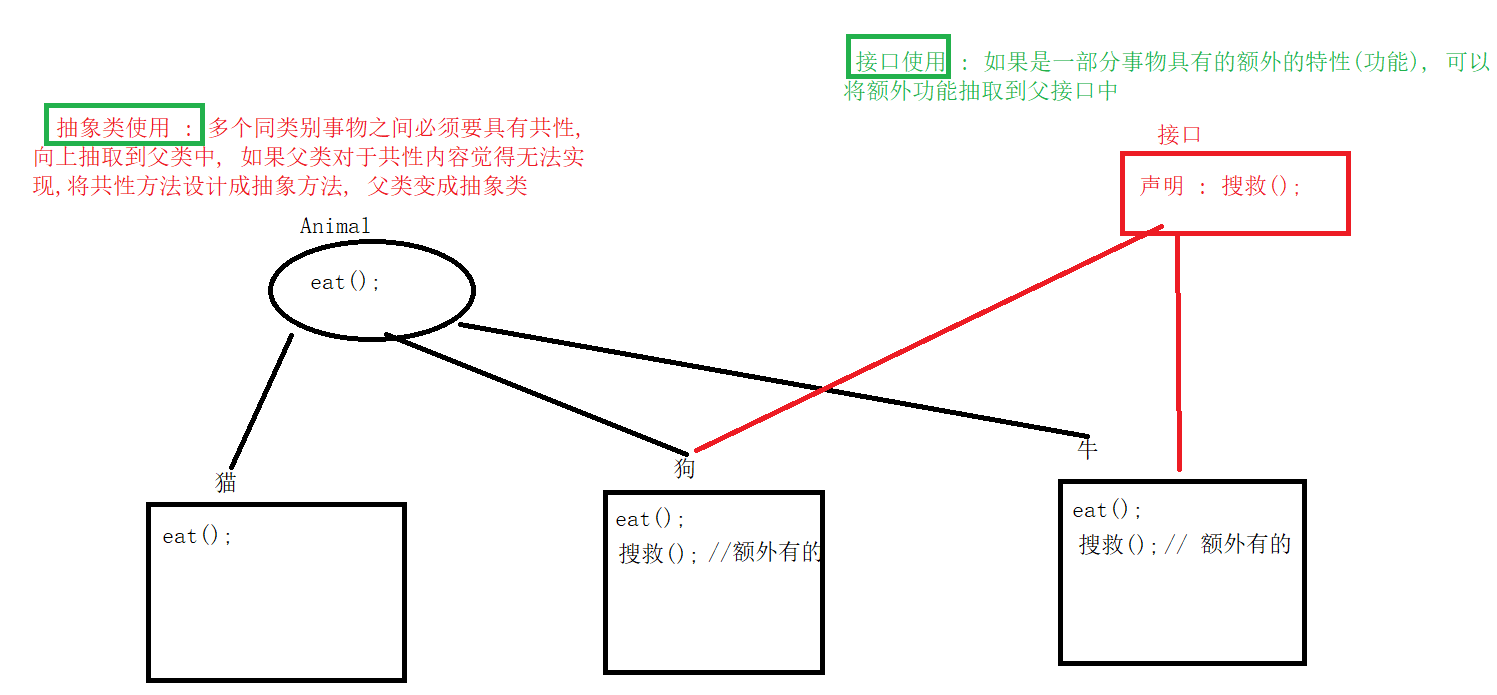 接口使用 : 如果是一部分事物具有的额外的特性(功能), 可以
将额外功能抽取到父接口中
抽象类使用 : 多个同类别事物之间必须要具有共性,
向上抽取到父类中, 如果父类对于共性内容觉得无法实
现,将共性方法设计成抽象方法, 父类变成抽象类
接口
声明 : 搜救();
Animal
eat();
猫
eat();
狗
eat();
搜救(); //额外有的
牛
eat();
搜救();// 额外有的